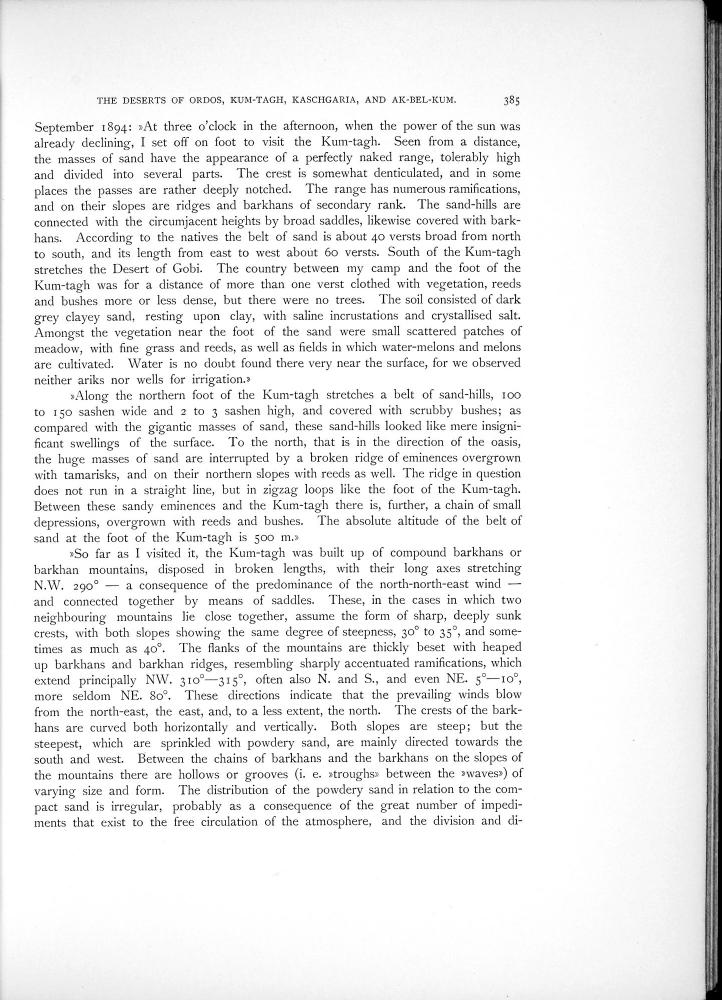 THE DESERTS OF ORDOS, KUM-TAGH, KASCHGARIA, AND AK-BEL-KUM. 385
September 1894: »At three o'clock in the afternoon, when the power of the sun was
already declining, I set off on foot to visit the Kum-tagh. Seen from a distance,
the masses of sand have the appearance of a perfectly naked range, tolerably high
and divided into several parts. The crest is somewhat denticulated, and in some
places the passes are rather deeply notched. The range has numerous ramifications,
and on their slopes are ridges and barkhans of secondary rank. The sand-hills are
connected with the circumjacent heights by broad saddles, likewise covered with bark-
hans. According to the natives the belt of sand is about 40 versts broad from north
to south, and its length from east to west about 60 versts. South of the Kum-tagh
stretches the Desert of Gobi. The country between my camp and the foot of the
Kum-tagh was for a distance of more than one verst clothed with vegetation, reeds
and bushes more or less dense, but there were no trees. The soil consisted of dark
grey clayey sand, resting upon clay, with saline incrustations and crystallised salt.
Amongst the vegetation near the foot of the sand were small scattered patches of
meadow, with fine grass and reeds, as well as fields in which water-melons and melons
are cultivated. Water is no doubt found there very near the surface, for we observed
neither ariks nor wells for irrigation.»
»Along the northern foot of the Kum-tagh stretches a belt of sand-hills, 100
to 150 sashen wide and 2 to 3 sashen high, and covered with scrubby bushes; as
compared with the gigantic masses of sand, these sand-hills looked like mere insigni-
ficant swellings of the surface. To the north, that is in the direction of the oasis,
the huge masses of sand are interrupted by a broken ridge of eminences overgrown
with tamarisks, and on their northern slopes with reeds as well. The ridge in question
does not run in a straight line, but in zigzag loops like the foot of the Kum-tagh.
Between these sandy eminences and the Kum-tagh there is, further, a chain of small
depressions, overgrown with reeds and bushes. The absolute altitude of the belt of
sand at the foot of the Kum-tagh is 500 m.»
»So far as I visited it, the Kum-tagh was built up of compound barkhans or
barkhan mountains, disposed in broken lengths, with their long axes stretching
N.W. 290° — a consequence of the predominance of the north-north-east wind —
and connected together by means of saddles. These, in the cases in which two
neighbouring mountains lie close together, assume the form of sharp, deeply sunk
crests, with both slopes showing the same degree of steepness, 30° to 35°, and some-
times as much as 40°. The flanks of the mountains are thickly beset with heaped
up barkhans and barkhan ridges, resembling sharply accentuated ramifications, which
extend principally NW. 310°—315°, often also N. and S., and even NE. 5°—10°,
more seldom NE. 80°. These directions indicate that the prevailing winds blow
from the north-east, the east, and, to a less extent, the north. The crests of the bark-
hans are curved both horizontally and vertically. Both slopes are steep; but the
steepest, which are sprinkled with powdery sand, are mainly directed towards the
south and west. Between the chains of barkhans and the barkhans on the slopes of
the mountains there are hollows or grooves (i. e. »troughs» between the »waves») of
varying size and form. The distribution of the powdery sand in relation to the com-
pact sand is irregular, probably as a consequence of the great number of impedi-
ments that exist to the free circulation of the atmosphere, and the division and di-